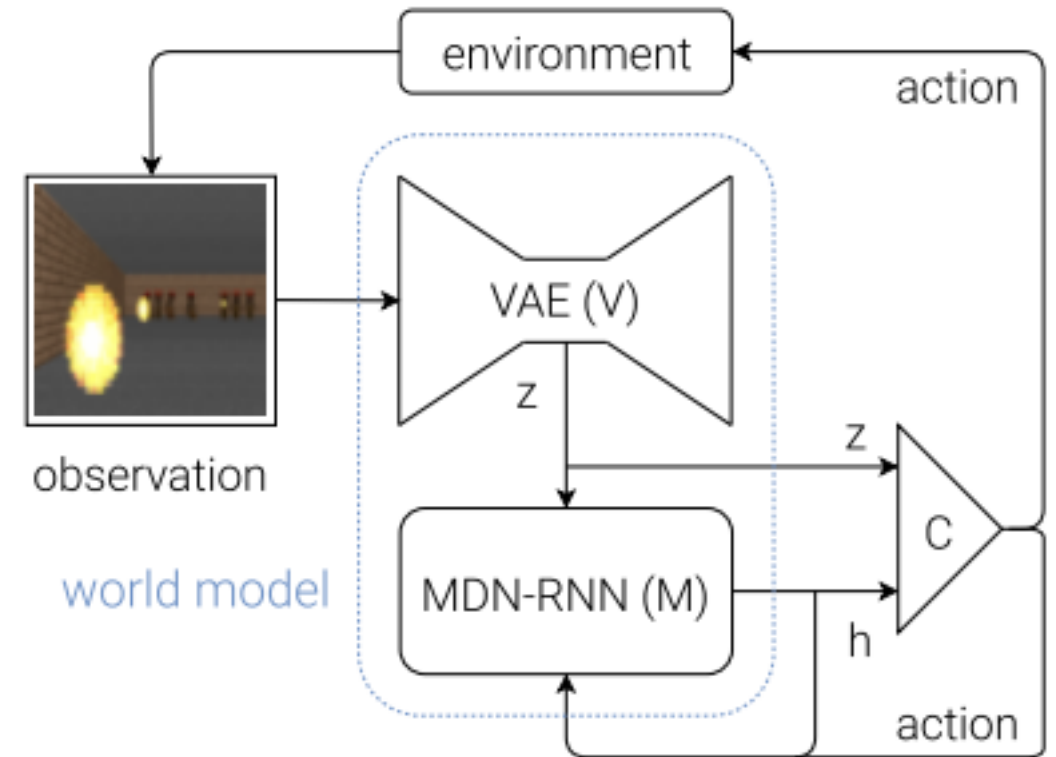 environment
action
VAE (V)
z
z
observation
C
world model
MDN-RNN (M)
h
action